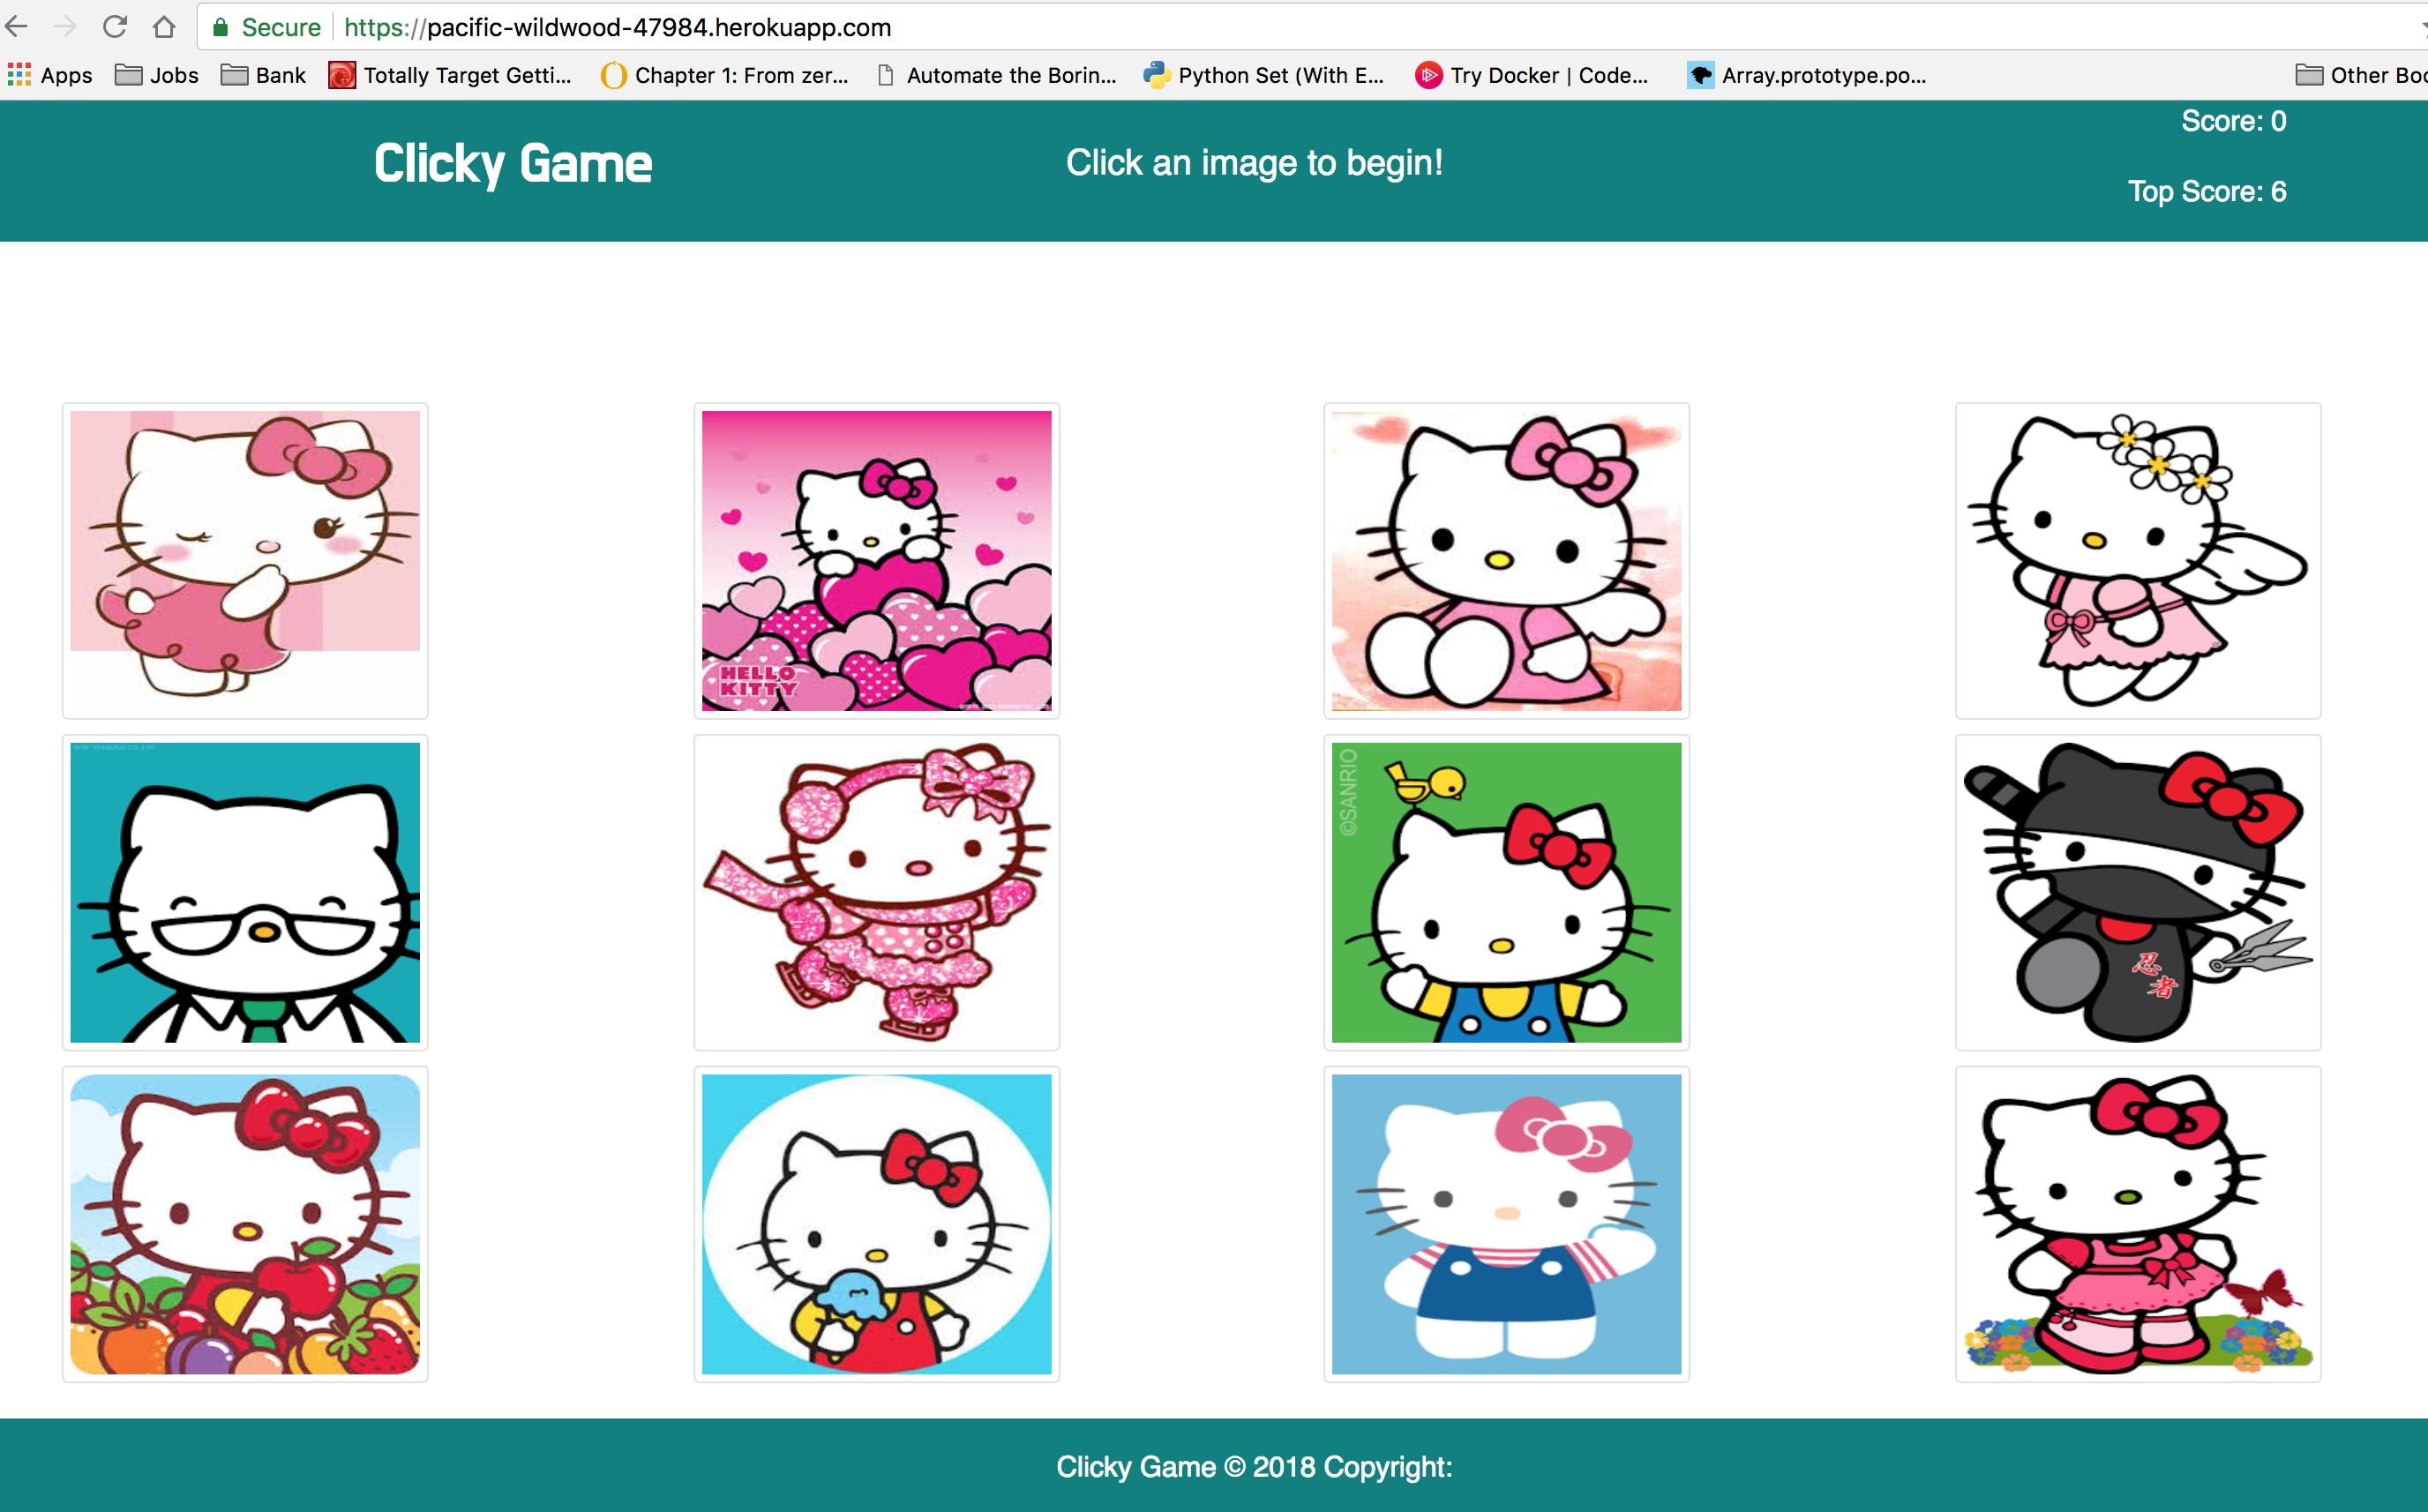 Secure https://pacific-wildwood-47984.herokuapp.com
Apps Jobs Bank Totally Target Getti... Chapter 1: From zer... Automate the Borin... Python Set (With E... Try Docker | Code... Array.prototype.po... Other
Score: 0
Clicky Game
Click an image to begin!
Top Score: 6
HELLO
KITTY
©SANRIO
忍
者
Clicky Game © 2018 Copyright: